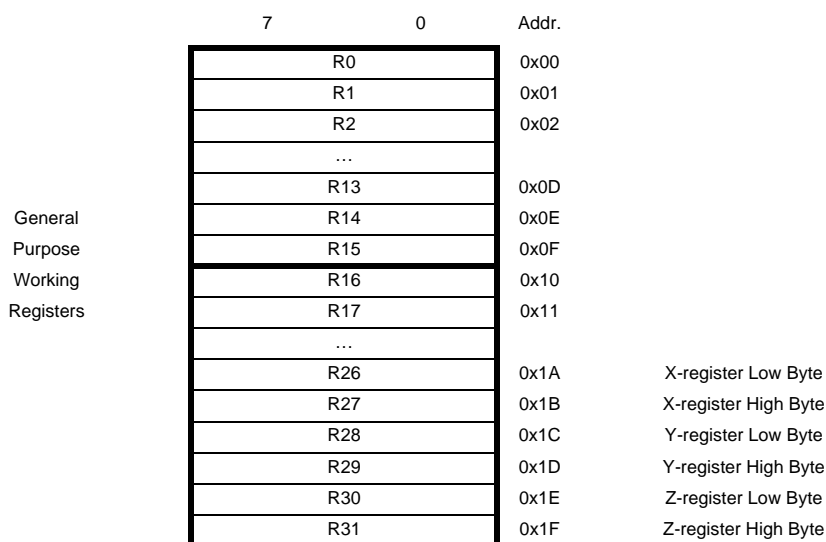 7 0 Addr.
R0 0x00
R1 0x01
R2 0x02
…
R13 0x0D
General R14 0x0E
Purpose R15 0x0F
Working R16 0x10
Registers R17 0x11
…
R26 0x1A X-register Low Byte
R27 0x1B X-register High Byte
R28 0x1C Y-register Low Byte
R29 0x1D Y-register High Byte
R30 0x1E Z-register Low Byte
R31 0x1F Z-register High Byte